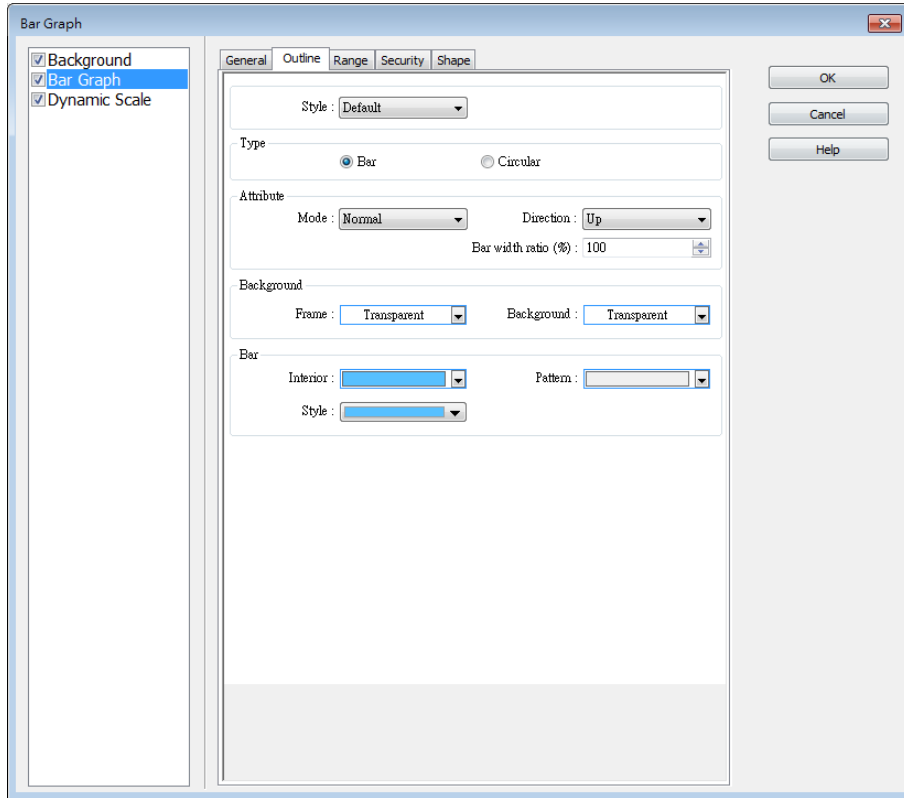 Bar Graph
Background
Bar Graph
Dynamic Scale
General Outline Range Security Shape
OK
Cancel
Help
Style : Default
Type
Bar Circular
Attribute
Mode : Normal Direction : Up
Bar width ratio (%) : 100
Background
Frame : Transparent Background : Transparent
Bar
Interior : Pattern :
Style :